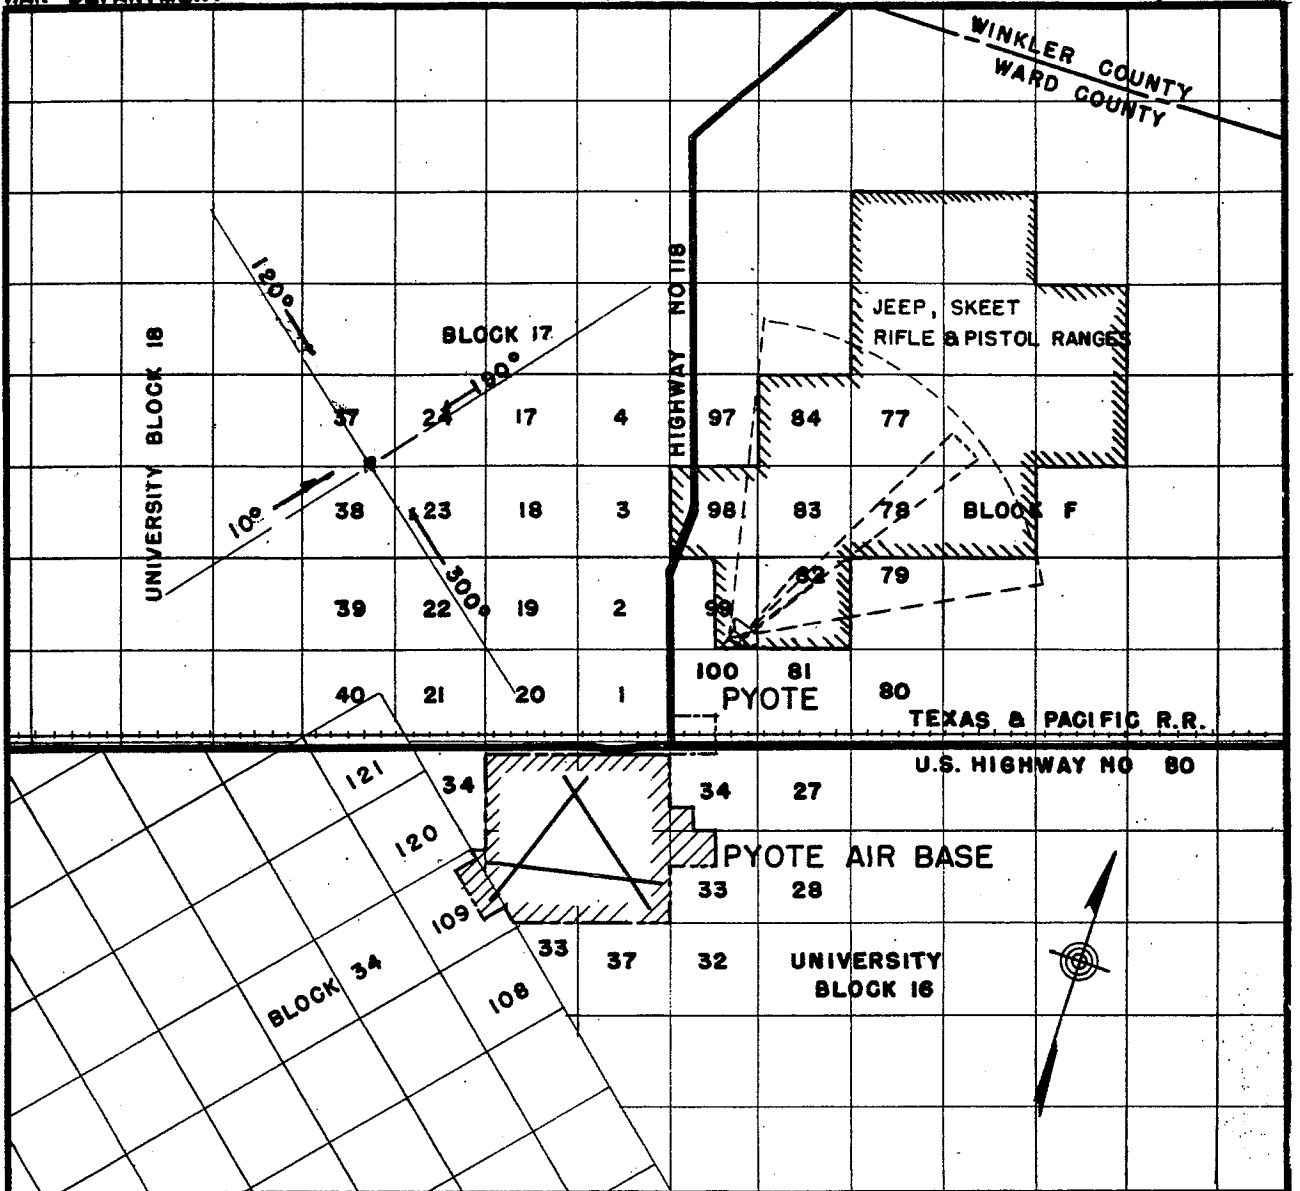 WINKLER COUNTY
WARD COUNTY
HIGHWAY NO 118
UNIVERSITY BLOCK 18
120°
BLOCK 17
190°
JEEP, SKEET
RIFLE & PISTOL RANGES
37 24 17 4 97 84 77
10°
38 23 18 3 98 83 78 BLOCK F
300°
82 79
39 22 19 2 99
100 81
40 21 20 1 PYOTE 80
TEXAS & PACIFIC R.R.
U.S. HIGHWAY NO 80
121 34 34 27
120
PYOTE AIR BASE
109 33 28
33 37 32 UNIVERSITY
BLOCK 16
BLOCK 34
108